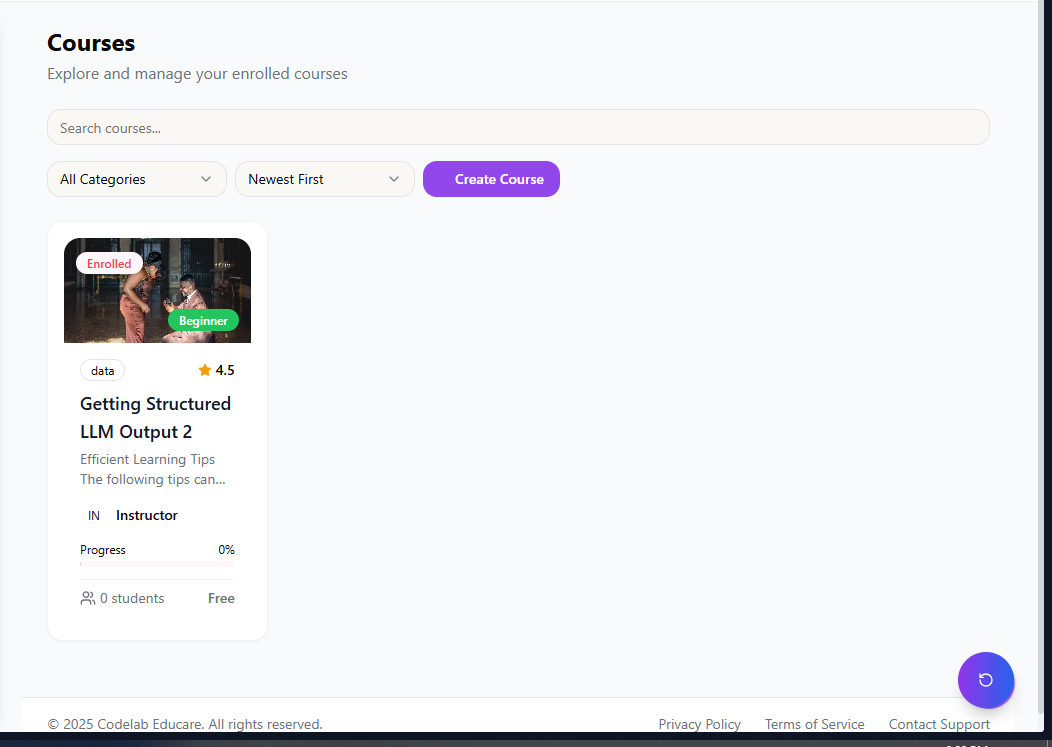 Courses
Explore and manage your enrolled courses
Search courses...
All Categories
Newest First
Create Course
Enrolled
Beginner
data
4.5
Getting Structured
LLM Output 2
Efficient Learning Tips
The following tips can...
IN Instructor
Progress 0%
0 students
Free
© 2025 Codelab Educare. All rights reserved.
Privacy Policy
Terms of Service
Contact Support